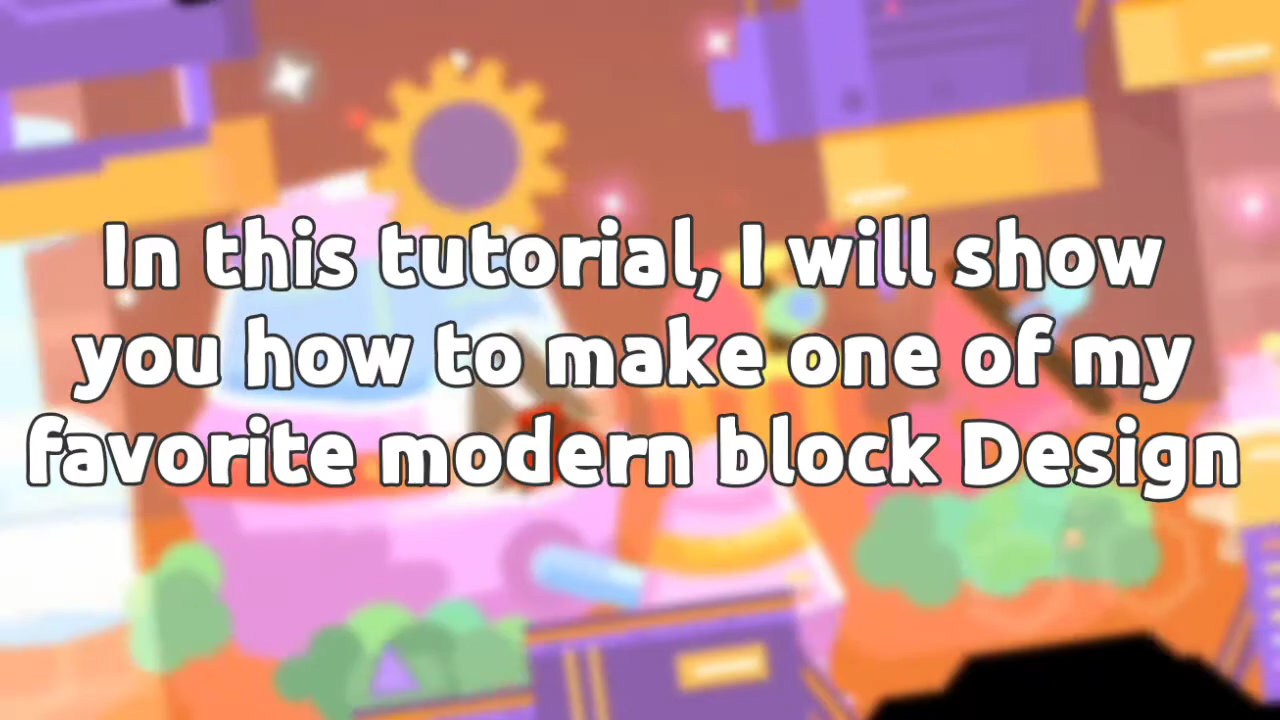 In this tutorial, I will show
you how to make one of my
favorite modern block Design